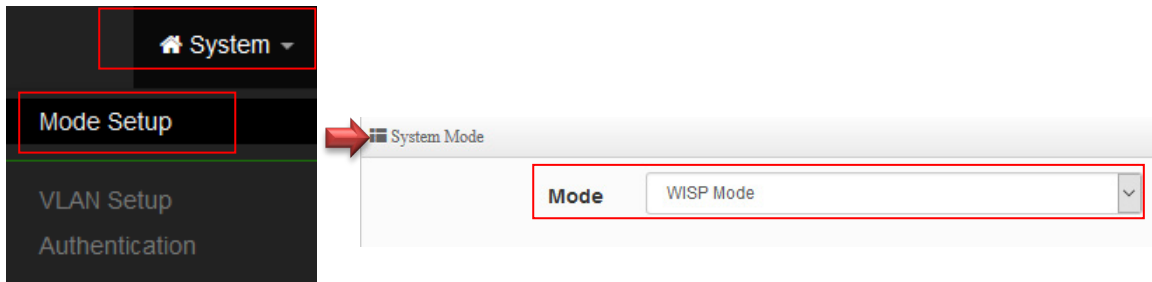 System
Mode Setup
VLAN Setup
Authentication
System Mode
Mode WISP Mode